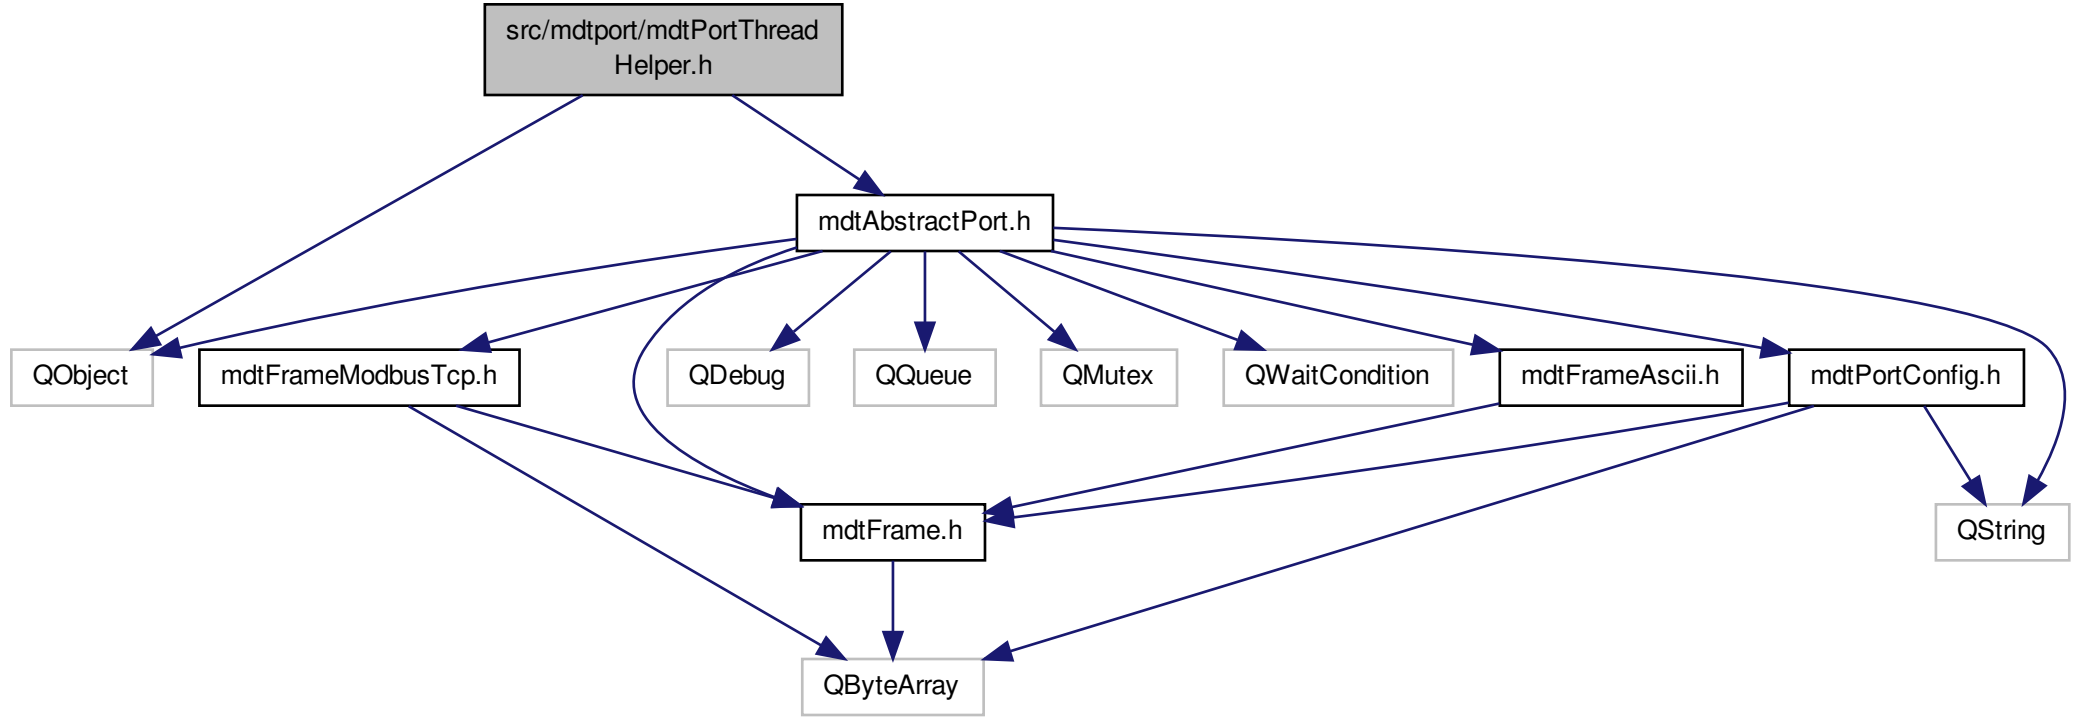 src/mdtport/mdtPortThread
Helper.h
mdtAbstractPort.h
QObject
mdtFrameModbusTcp.h
QDebug
QQueue
QMutex
QWaitCondition
mdtFrameAscii.h
mdtPortConfig.h
mdtFrame.h
QString
QByteArray